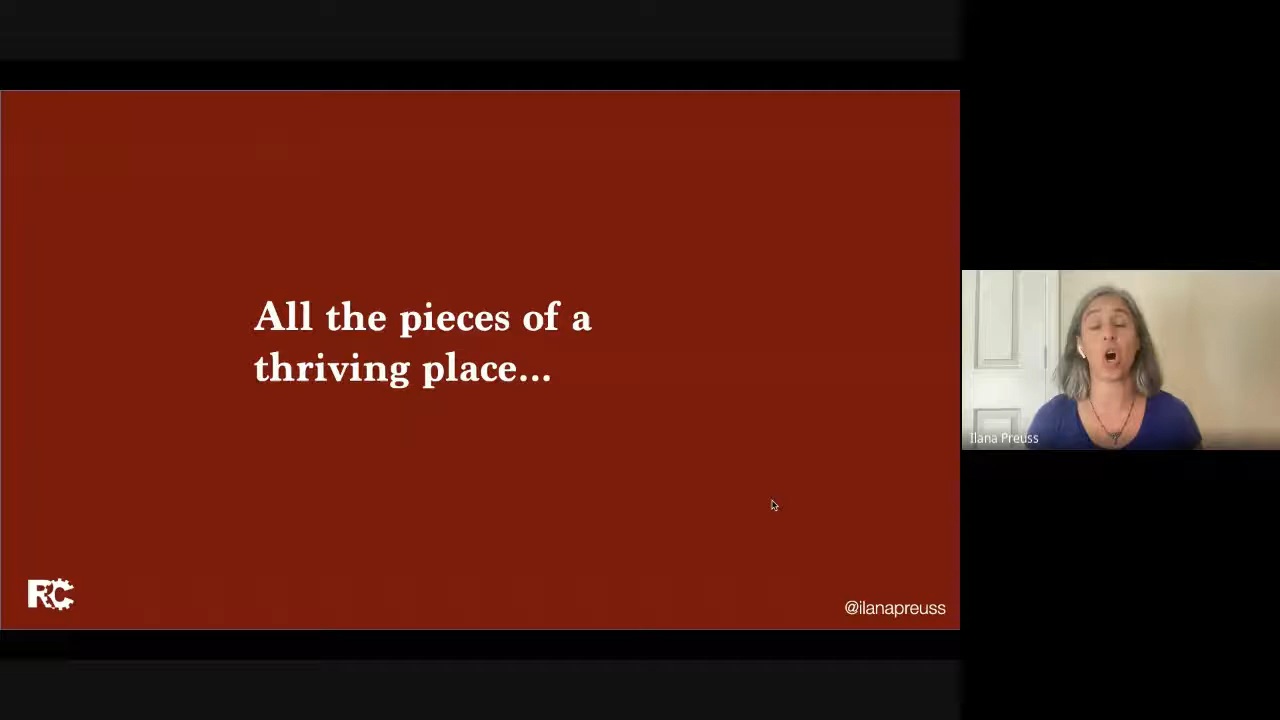 All the pieces of a
thriving place...
RC
@ilanapreuss
Ilana Preuss